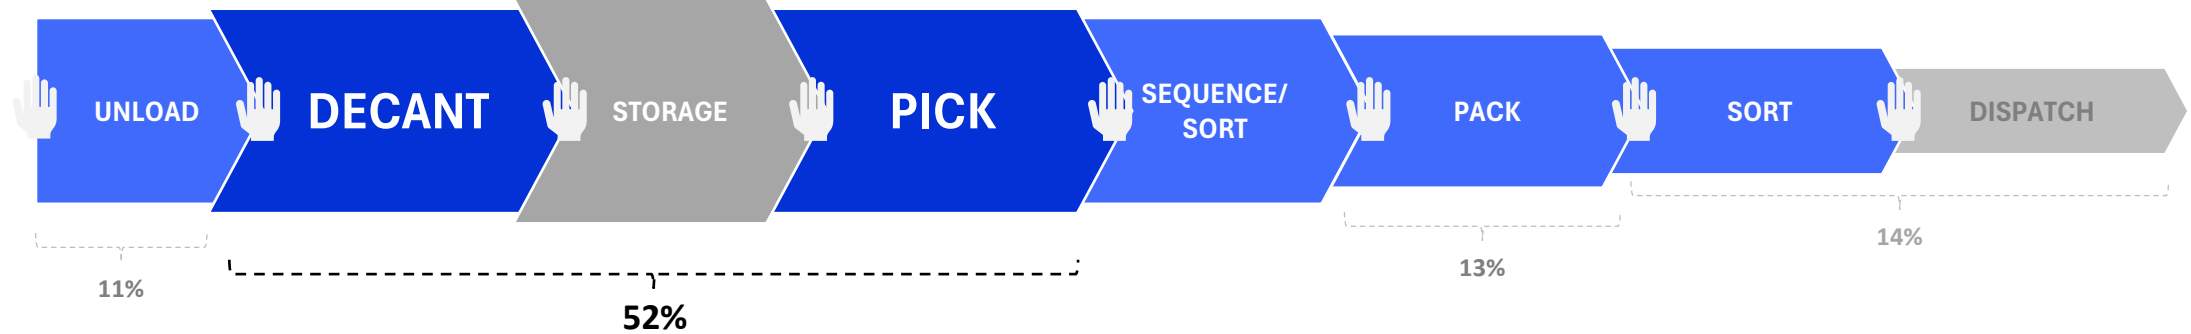 UNLOAD
DECANT
STORAGE
PICK
SEQUENCE/
SORT
PACK
SORT
DISPATCH
11%
52%
13%
14%